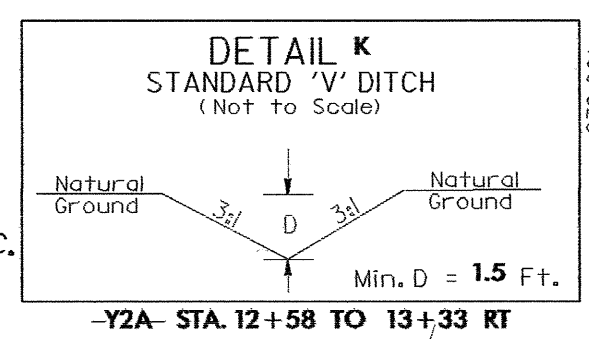 DETAIL K
STANDARD 'V' DITCH
(Not to Scale)
Natural
Ground
3:1
D
3:1
Natural
Ground
C.
Min. D = 1.5 Ft.
-Y2A- STA. 12+58 TO 13+33 RT